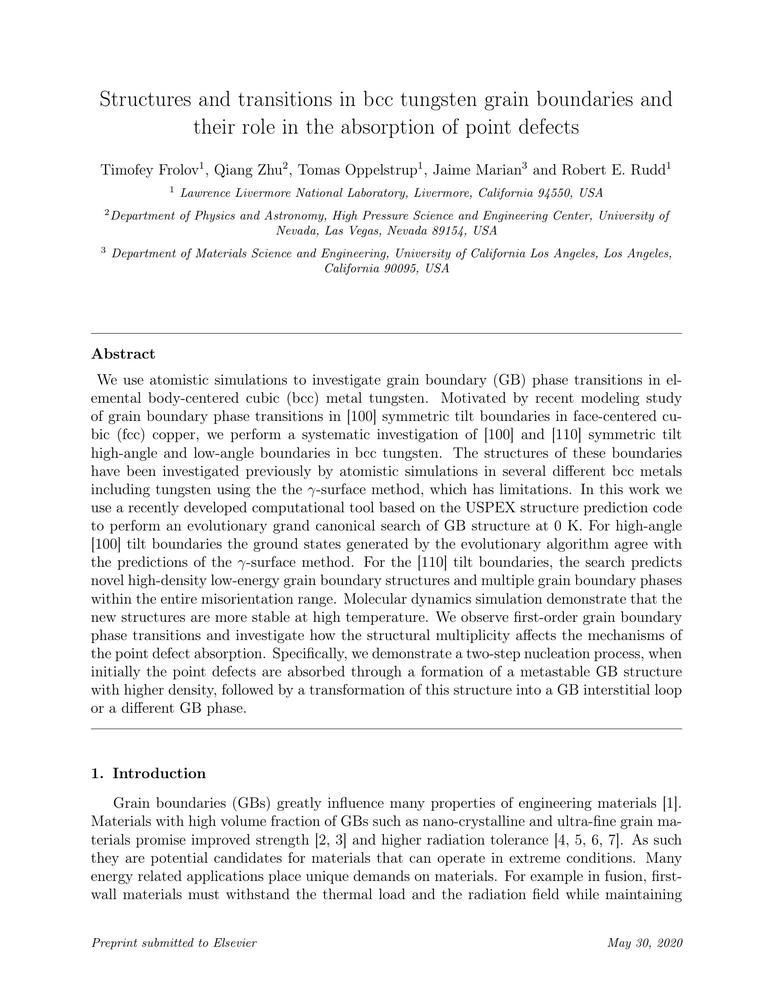 Structures and transitions in bcc tungsten grain boundaries and
their role in the absorption of point defects
Timofey Frolov1, Qiang Zhu2, Tomas Oppelstrup1, Jaime Marian3 and Robert E. Rudd1
1 Lawrence Livermore National Laboratory, Livermore, California 94550, USA
2Department of Physics and Astronomy, High Pressure Science and Engineering Center, University of
Nevada, Las Vegas, Nevada 89154, USA
3 Department of Materials Science and Engineering, University of California Los Angeles, Los Angeles,
California 90095, USA
Abstract
We use atomistic simulations to investigate grain boundary (GB) phase transitions in el-
emental body-centered cubic (bcc) metal tungsten. Motivated by recent modeling study
of grain boundary phase transitions in [100] symmetric tilt boundaries in face-centered cu-
bic (fcc) copper, we perform a systematic investigation of [100] and [110] symmetric tilt
high-angle and low-angle boundaries in bcc tungsten. The structures of these boundaries
have been investigated previously by atomistic simulations in several different bcc metals
including tungsten using the the γ-surface method, which has limitations. In this work we
use a recently developed computational tool based on the USPEX structure prediction code
to perform an evolutionary grand canonical search of GB structure at 0 K. For high-angle
[100] tilt boundaries the ground states generated by the evolutionary algorithm agree with
the predictions of the γ-surface method. For the [110] tilt boundaries, the search predicts
novel high-density low-energy grain boundary structures and multiple grain boundary phases
within the entire misorientation range. Molecular dynamics simulation demonstrate that the
new structures are more stable at high temperature. We observe first-order grain boundary
phase transitions and investigate how the structural multiplicity affects the mechanisms of
the point defect absorption. Specifically, we demonstrate a two-step nucleation process, when
initially the point defects are absorbed through a formation of a metastable GB structure
with higher density, followed by a transformation of this structure into a GB interstitial loop
or a different GB phase.
1. Introduction
Grain boundaries (GBs) greatly influence many properties of engineering materials [1].
Materials with high volume fraction of GBs such as nano-crystalline and ultra-fine grain ma-
terials promise improved strength [2, 3] and higher radiation tolerance [4, 5, 6, 7]. As such
they are potential candidates for materials that can operate in extreme conditions. Many
energy related applications place unique demands on materials. For example in fusion, first-
wall materials must withstand the thermal load and the radiation field while maintaining
Preprint submitted to Elsevier
May 30, 2020